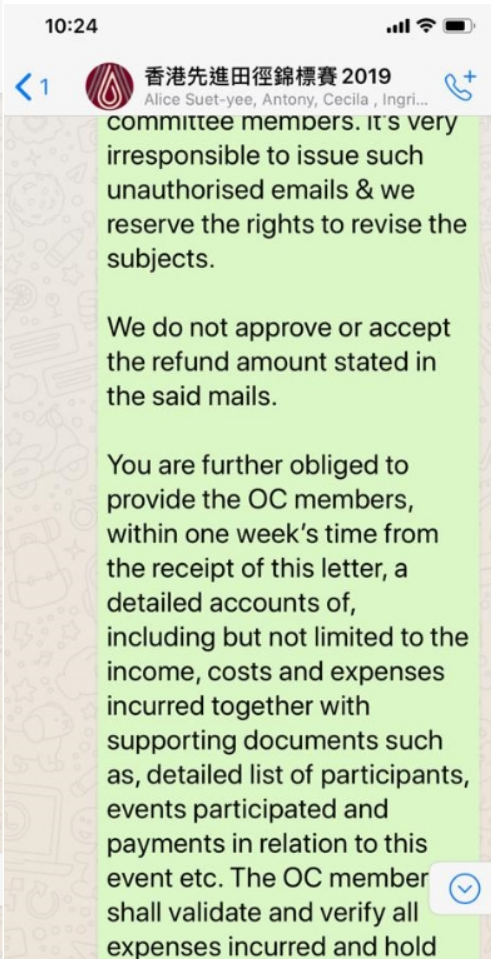 10:24
1
香港先進田徑錦標賽2019
Alice Suet-yee, Antony, Cecila , Ingri...
committee members. It's very
irresponsible to issue such
unauthorised emails & we
reserve the rights to revise the
subjects.
We do not approve or accept
the refund amount stated in
the said mails.
You are further obliged to
provide the OC members,
within one week's time from
the receipt of this letter, a
detailed accounts of,
including but not limited to the
income, costs and expenses
incurred together with
supporting documents such
as, detailed list of participants,
events participated and
payments in relation to this
event etc. The OC member
shall validate and verify all
expenses incurred and hold